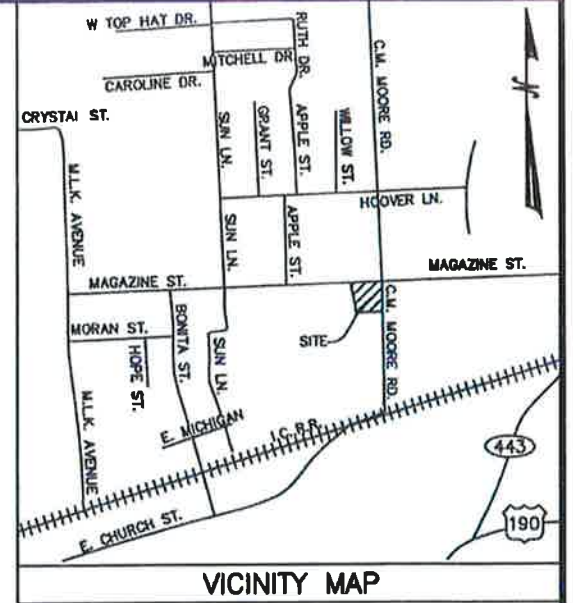 W TOP HAT DR.
RUTH DR.
C.M. MOORE RD.
MITCHELL DR
CAROLINE DR.
CRYSTAL ST.
SUN LN.
GRANT ST.
APPLE ST.
WILLOW ST.
N
M.L.K. AVENUE
HOOVER LN.
SUN LN.
APPLE ST.
MAGAZINE ST.
MAGAZINE ST.
MORAN ST.
BONITA ST.
SUN LN.
SITE
C.M. MOORE RD.
HOPE ST.
M.L.K. AVENUE
E. MICHIGAN
I.C.R.R.
443
190
E. CHURCH ST.
VICINITY MAP